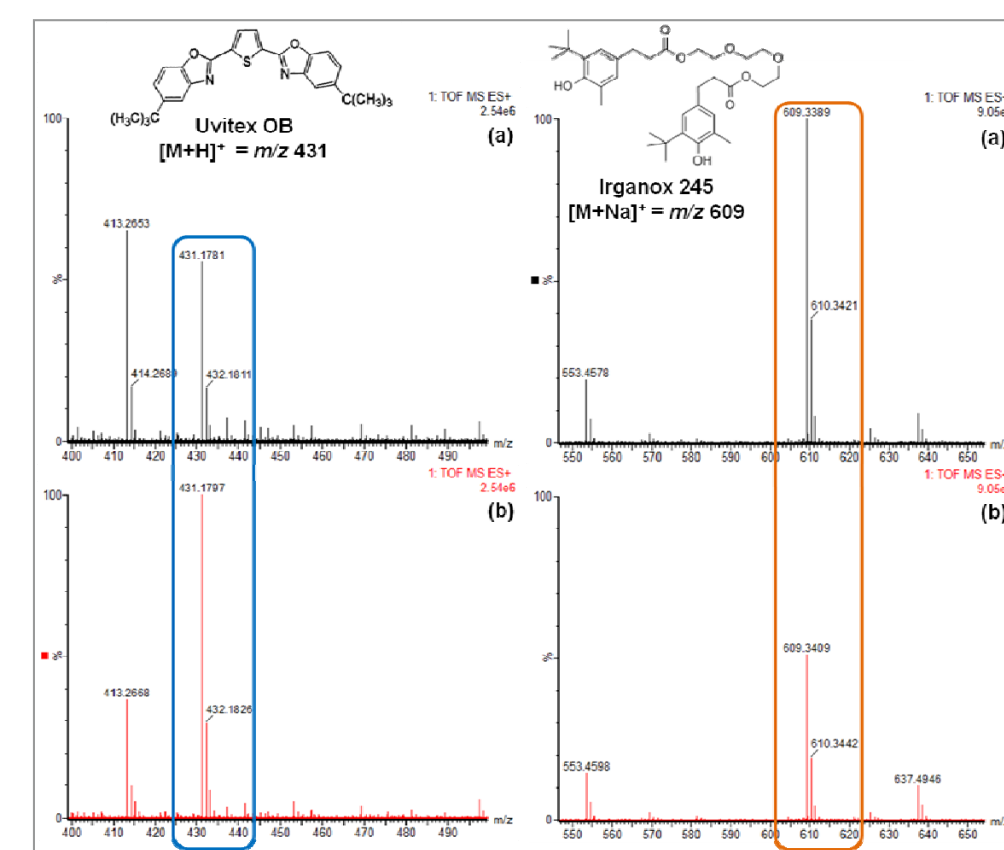 O
S
O
N
N
(H₃C)₃C
C(CH₃)₃
Uvitex OB
[M+H]⁺ = m/z 431
1: TOF MS ES+
2.54e6
(a)
100
%
0
413.2653
414.268
431.1781
432.1811
400 410 420 430 440 450 460 470 480 490 m/z
1: TOF MS ES+
2.54e6
(b)
100
%
0
413.2668
431.1797
432.1826
400 410 420 430 440 450 460 470 480 490 m/z
HO
O
O
O
O
O
O
OH
Irganox 245
[M+Na]⁺ = m/z 609
1: TOF MS ES
9.05e
(a)
100
%
0
553.4578
609.3389
610.3421
550 560 570 580 590 600 610 620 630 640 650 m/
1: TOF MS ES
9.05e
(b)
100
%
0
553.4598
609.3409
610.3442
637.4946
550 560 570 580 590 600 610 620 630 640 650 m/